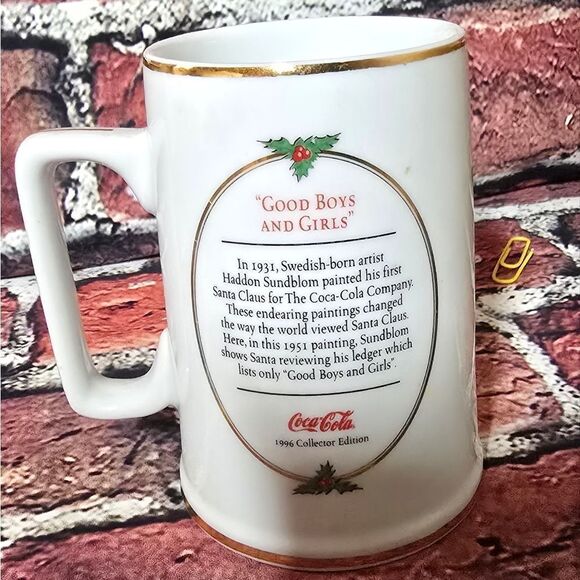 "GOOD BOYS
AND GIRLS"
In 1931, Swedish-born artist
Haddon Sundblom painted his first
Santa Claus for The Coca-Cola Company.
These endearing paintings changed
the way the world viewed Santa Claus.
Here, in this 1951 painting, Sundblom
shows Santa reviewing his ledger which
lists only "Good Boys and Girls".
Coca-Cola
1996 Collector Edition